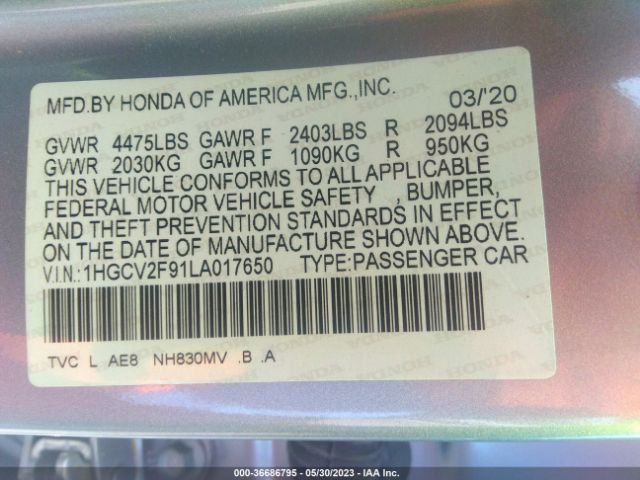 MFD.BY HONDA OF AMERICA MFG.,INC. 03/'20
GVWR 4475LBS GAWR F 2403LBS R 2094LBS
GVWR 2030KG GAWR F 1090KG R 950KG
THIS VEHICLE CONFORMS TO ALL APPLICABLE
FEDERAL MOTOR VEHICLE SAFETY , BUMPER,
AND THEFT PREVENTION STANDARDS IN EFFECT
ON THE DATE OF MANUFACTURE SHOWN ABOVE.
V.I.N.:1HGCV2F91LA017650 TYPE:PASSENGER CAR
TVC L AE8 NH830MV .B .A
000-36686795 - 05/30/2023 - IAA Inc.